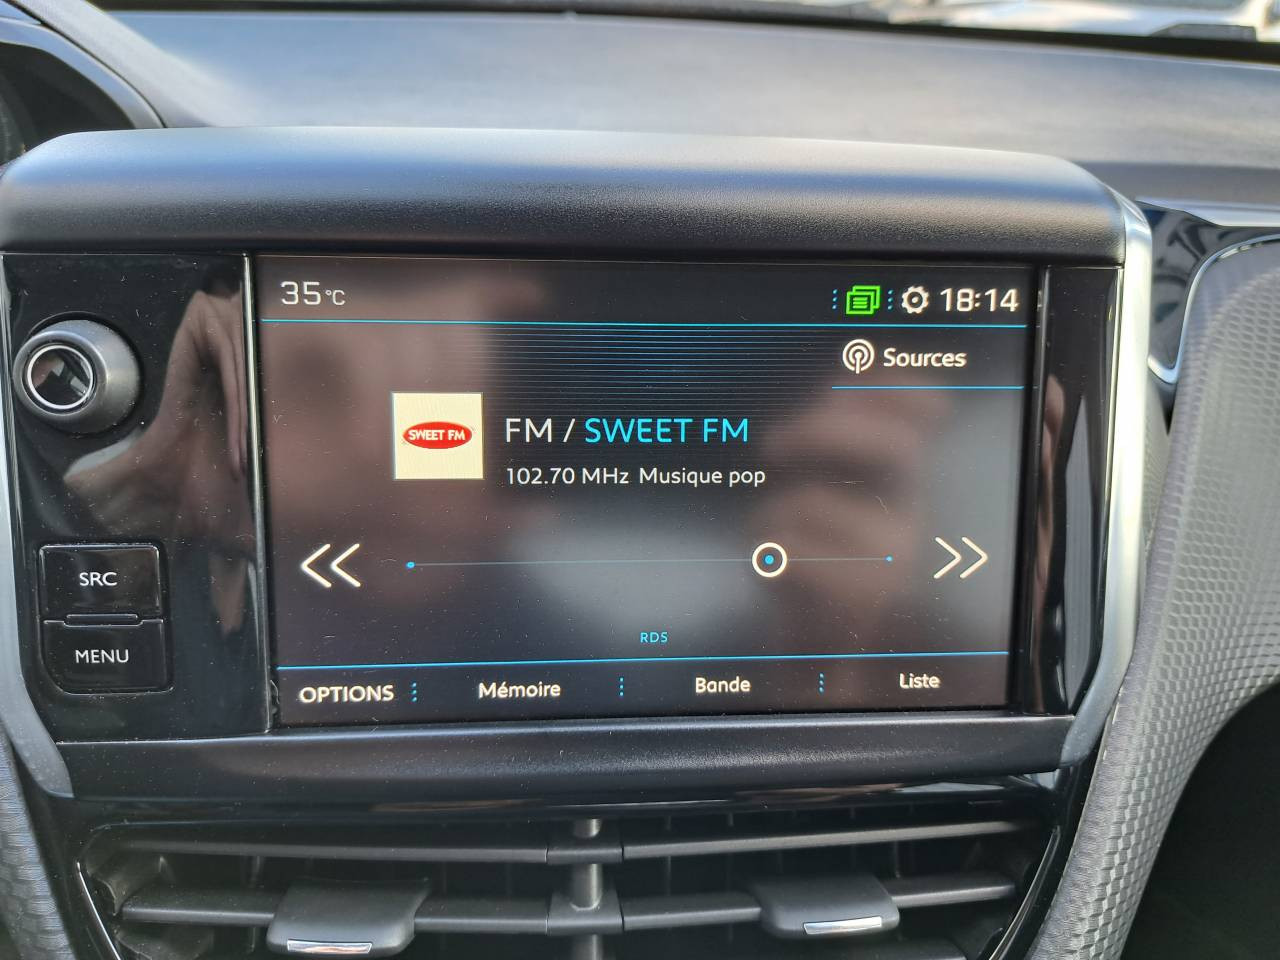 35°C
18:14
Sources
SWEET FM
FM / SWEET FM
102.70 MHz Musique pop
SRC
MENU
RDS
OPTIONS
Mémoire
Bande
Liste